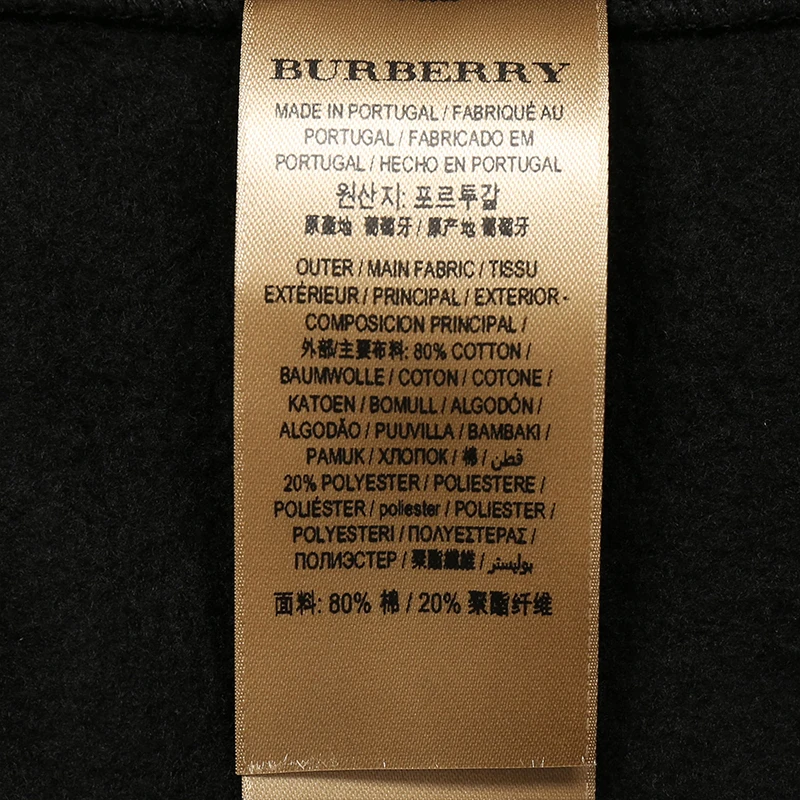 BURBERRY
MADE IN PORTUGAL / FABRIQUÉ AU
PORTUGAL / FABRICADO EM
PORTUGAL / HECHO EN PORTUGAL
원산지: 포르투갈
原產地 葡萄牙 / 原产地 葡萄牙
OUTER / MAIN FABRIC / TISSU
EXTÉRIEUR / PRINCIPAL / EXTERIOR -
COMPOSICION PRINCIPAL /
外部/主要布料: 80% COTTON /
BAUMWOLLE / COTON / COTONE /
KATOEN / BOMULL / ALGODÓN /
ALGODÃO / PUUVILLA / BAMBAKI /
PAMUK / ХЛОПОК / 棉 / قطن
20% POLYESTER / POLIESTERE /
POLIÉSTER / poliester / POLIESTER /
POLYESTERI / ΠΟΛΥΕΣΤΕΡΑΣ /
ПОЛИЭСТЕР / 聚酯纖維 / بوليستر
面料: 80% 棉 / 20% 聚酯纤维